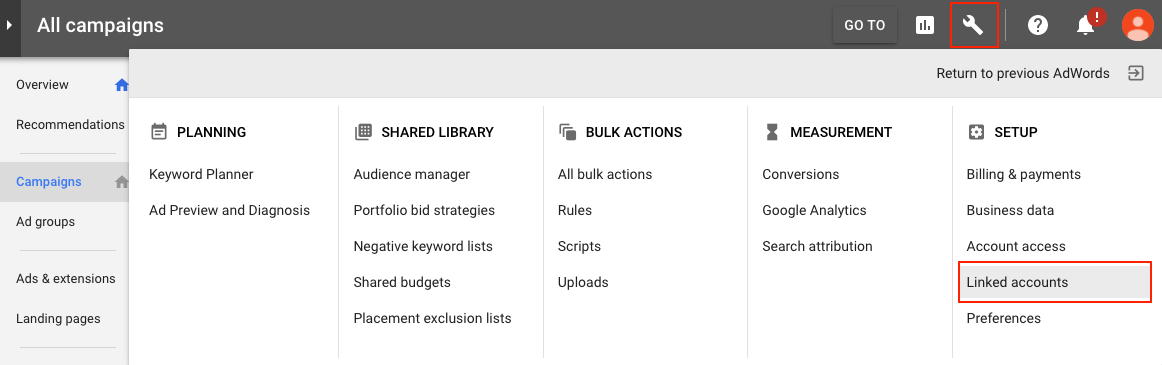 All campaigns
GO TO
!
Return to previous AdWords
Overview
Recommendations
Campaigns
Ad groups
Ads & extensions
Landing pages
PLANNING
Keyword Planner
Ad Preview and Diagnosis
SHARED LIBRARY
Audience manager
Portfolio bid strategies
Negative keyword lists
Shared budgets
Placement exclusion lists
BULK ACTIONS
All bulk actions
Rules
Scripts
Uploads
MEASUREMENT
Conversions
Google Analytics
Search attribution
SETUP
Billing & payments
Business data
Account access
Linked accounts
Preferences